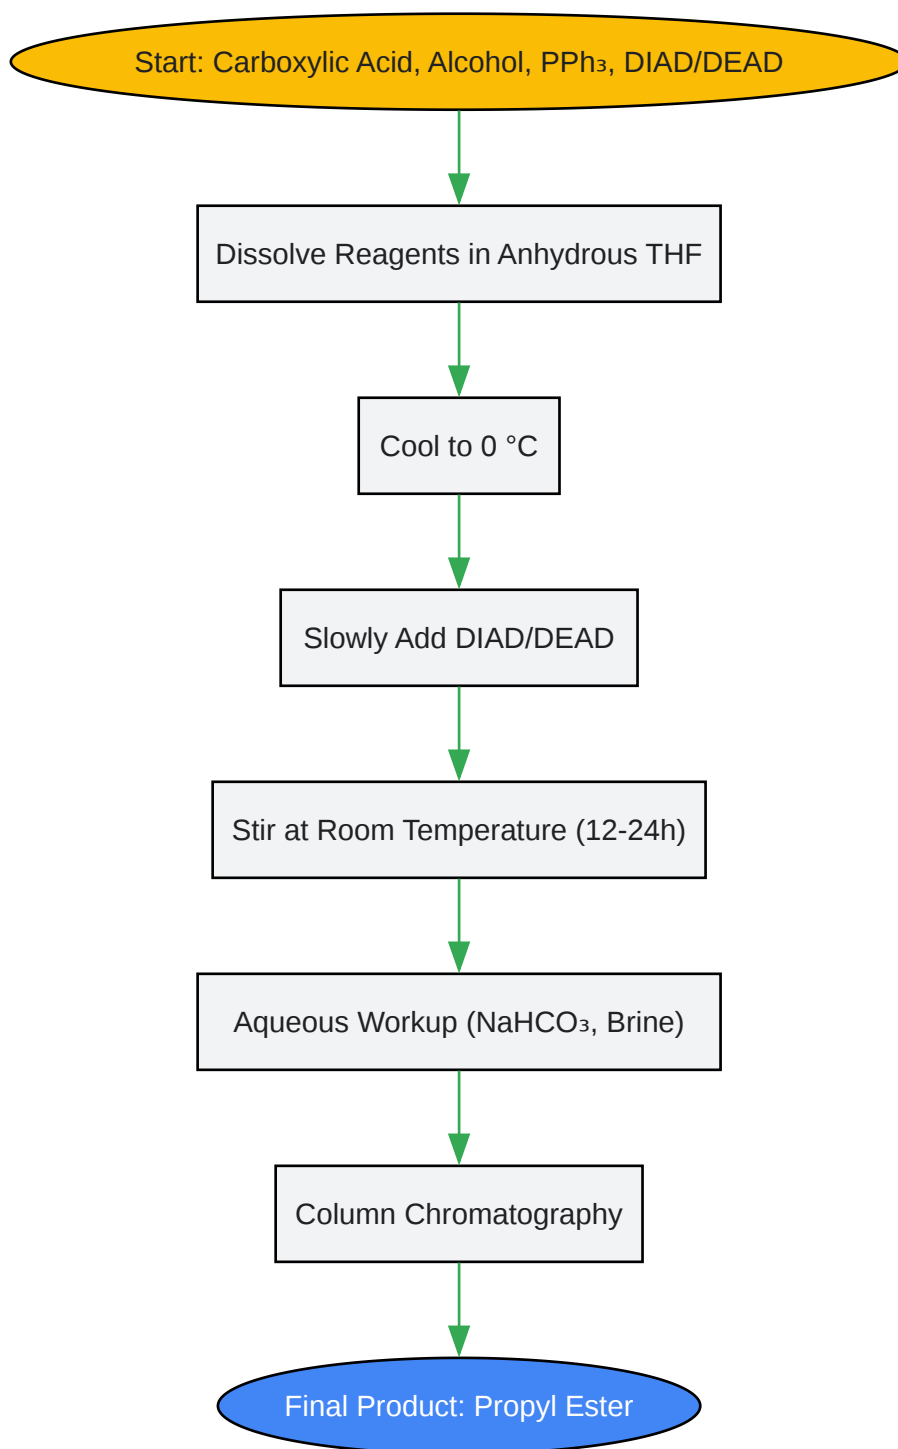 Start: Carboxylic Acid, Alcohol, PPh₃, DIAD/DEAD
Dissolve Reagents in Anhydrous THF
Cool to 0 °C
Slowly Add DIAD/DEAD
Stir at Room Temperature (12-24h)
Aqueous Workup (NaHCO₃, Brine)
Column Chromatography
Final Product: Propyl Ester